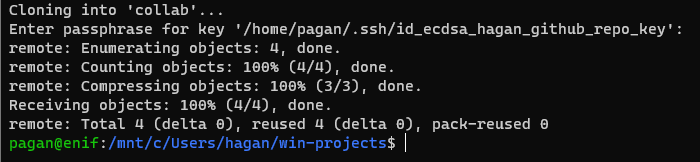 Cloning into 'collab'...
Enter passphrase for key '/home/pagan/.ssh/id_ecdsa_hagan_github_repo_key':
remote: Enumerating objects: 4, done.
remote: Counting objects: 100% (4/4), done.
remote: Compressing objects: 100% (3/3), done.
Receiving objects: 100% (4/4), done.
remote: Total 4 (delta 0), reused 4 (delta 0), pack-reused 0
pagan@enif:/mnt/c/Users/hagan/win-projects$